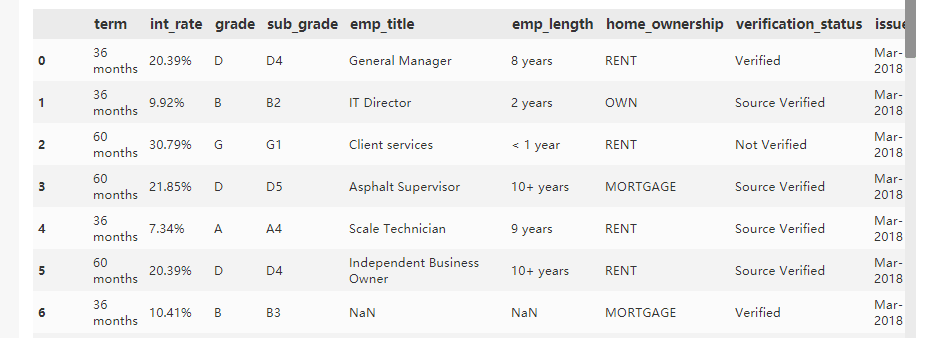 term int_rate grade sub_grade emp_title emp_length home_ownership verification_status issue
0 36 months 20.39% D D4 General Manager 8 years RENT Verified Mar-2018
1 36 months 9.92% B B2 IT Director 2 years OWN Source Verified Mar-2018
2 60 months 30.79% G G1 Client services < 1 year RENT Not Verified Mar-2018
3 60 months 21.85% D D5 Asphalt Supervisor 10+ years MORTGAGE Source Verified Mar-2018
4 36 months 7.34% A A4 Scale Technician 9 years RENT Source Verified Mar-2018
5 60 months 20.39% D D4 Independent Business Owner 10+ years RENT Source Verified Mar-2018
6 36 months 10.41% B B3 NaN NaN MORTGAGE Verified Mar-2018